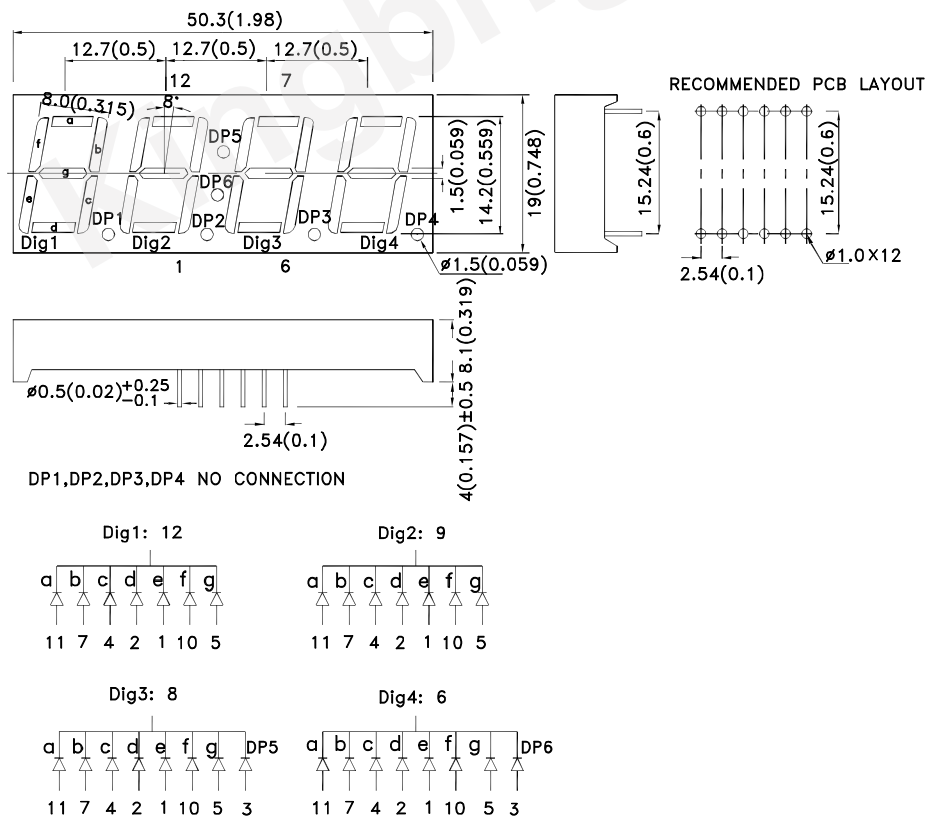 50.3(1.98)
12.7(0.5) 12.7(0.5) 12.7(0.5)
12 7
8.0(0.315) 8°
a
f b
g
e c
d
DP5
DP6
DP1 DP2 DP3 DP4
Dig1 Dig2 Dig3 Dig4
1 6
ø1.5(0.059)
1.5(0.059)
14.2(0.559)
19(0.748)
15.24(0.6)
RECOMMENDED PCB LAYOUT
15.24(0.6)
2.54(0.1)
ø1.0×12
ø0.5(0.02)+0.25
-0.1
2.54(0.1)
4(0.157)±0.5 8.1(0.319)
DP1,DP2,DP3,DP4 NO CONNECTION
Dig1: 12
a b c d e f g
11 7 4 2 1 10 5
Dig2: 9
a b c d e f g
11 7 4 2 1 10 5
Dig3: 8
a b c d e f g DP5
11 7 4 2 1 10 5 3
Dig4: 6
a b c d e f g DP6
11 7 4 2 1 10 5 3